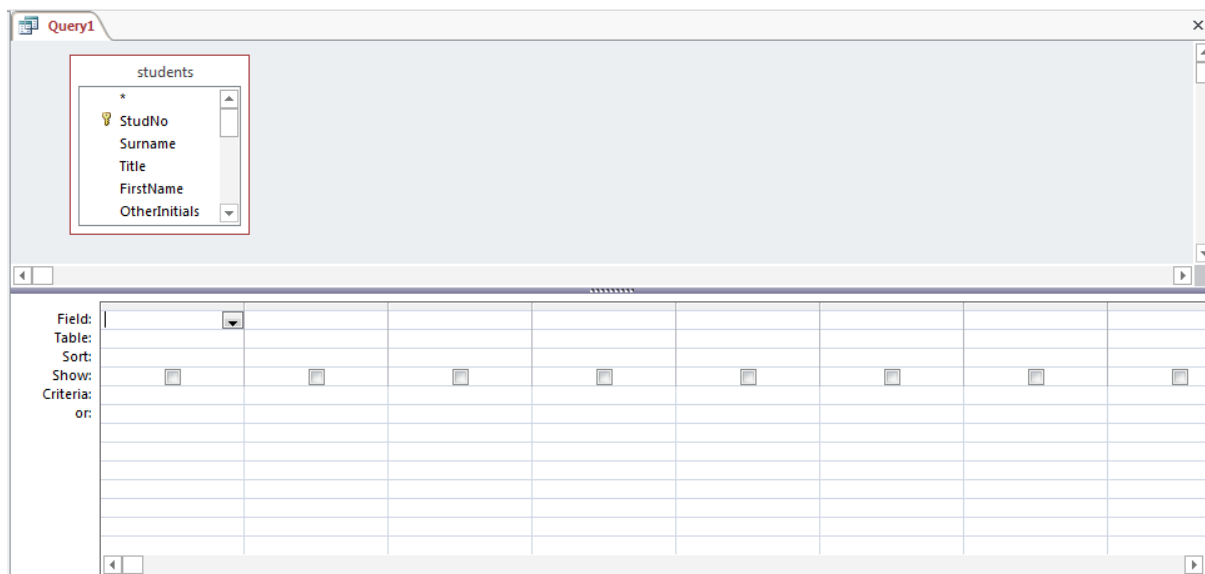 Query1
students
*
StudNo
Surname
Title
FirstName
OtherInitials
Field:
Table:
Sort:
Show:
Criteria:
or: